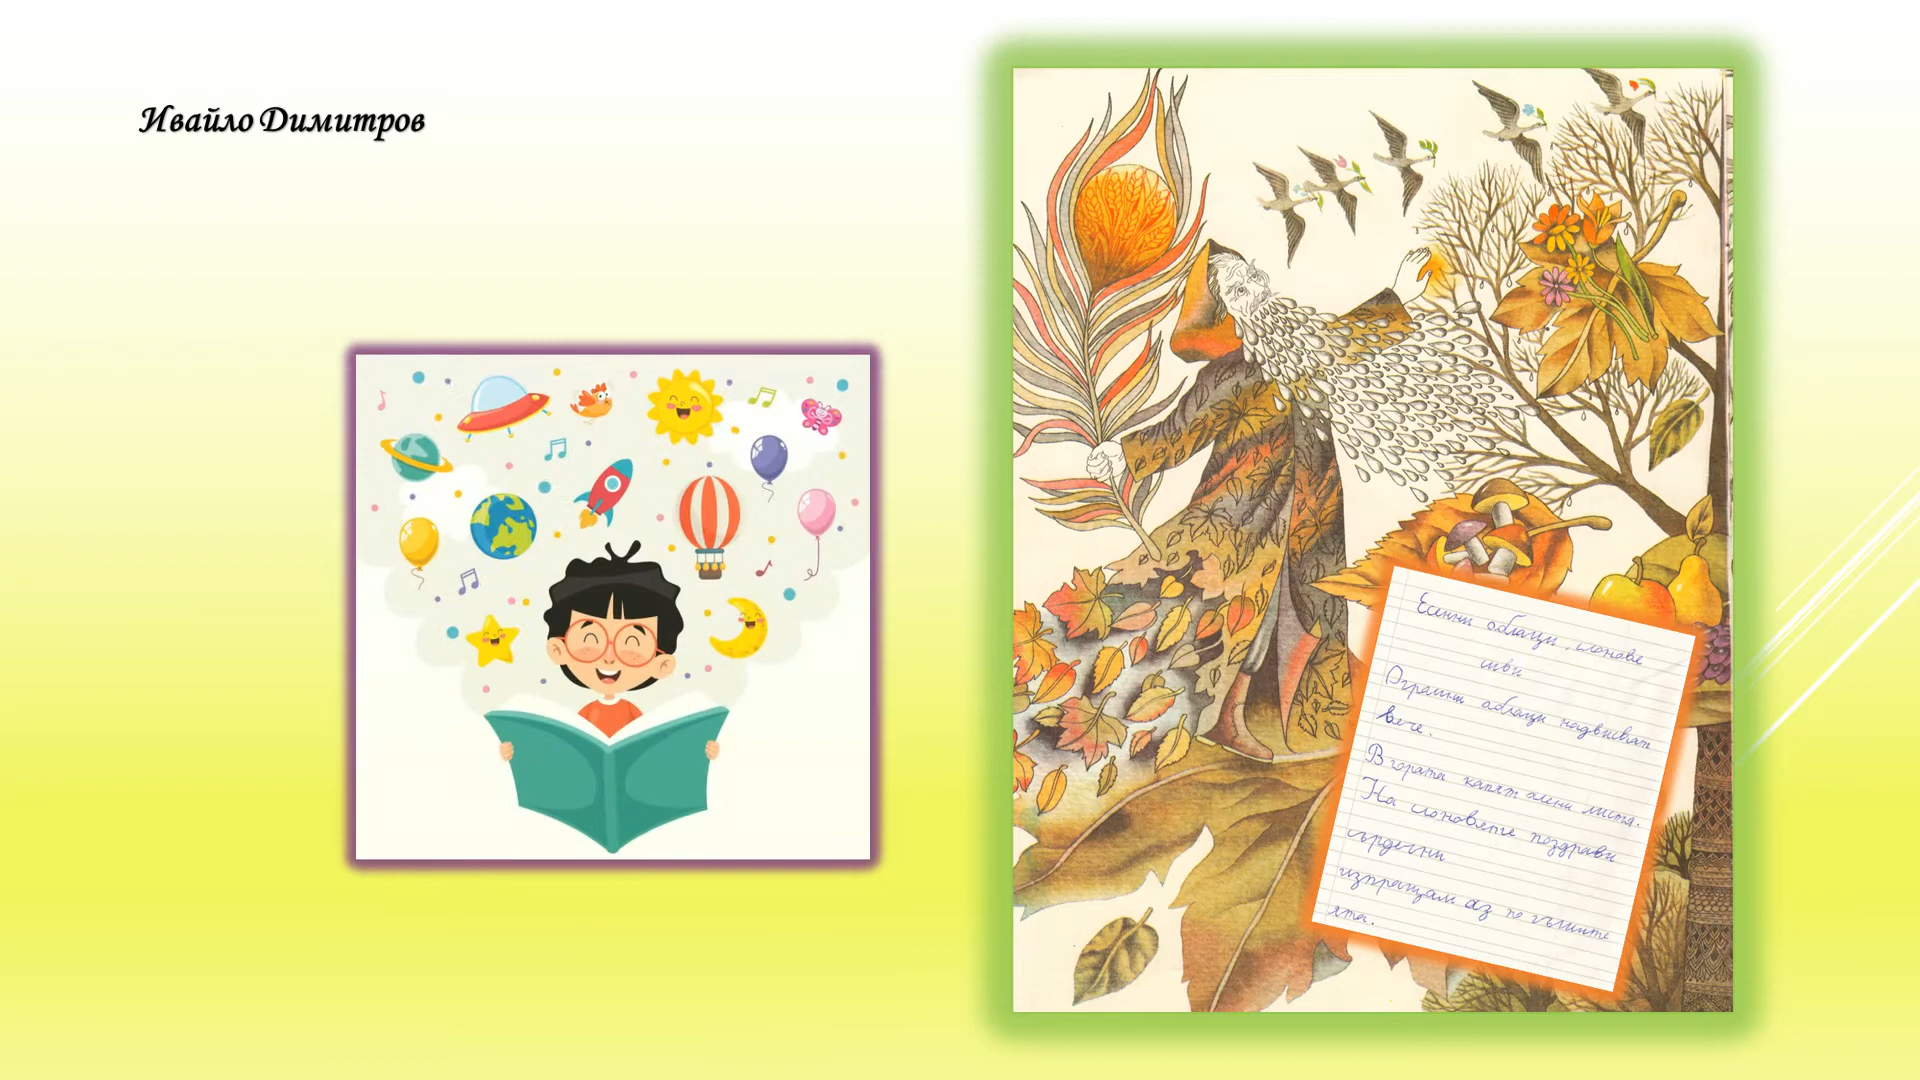 Ивайло Димитров
Есенни облаци, слонове
сиви
Огромни облаци надвисват
вече.
В гората капят алени листа.
На слоновете поздрави
сърдечни
изпращам аз по гъшите
ята.